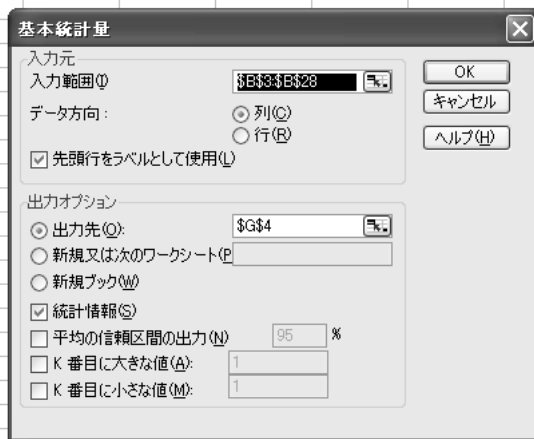 基本統計量
入力元
入力範囲(I)
$B$3:$B$28
OK
データ方向:
列(C)
キャンセル
行(R)
ヘルプ(H)
先頭行をラベルとして使用(L)
出力オプション
出力先(O):
$G$4
新規又は次のワークシート(P
新規ブック(W)
統計情報(S)
平均の信頼区間の出力(N)
95
%
K 番目に大きな値(A):
1
K 番目に小さな値(M):
1